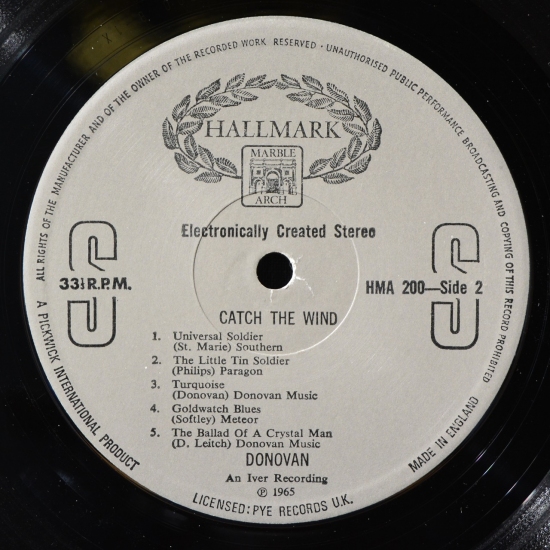 ALL RIGHTS OF THE MANUFACTURER AND OF THE OWNER OF THE RECORDED WORK RESERVED · UNAUTHORISED PUBLIC PERFORMANCE BROADCASTING AND COPYING OF THIS RECORD PROHIBITED
HALLMARK
MARBLE
ARCH
Electronically Created Stereo
33⅓ R.P.M.
HMA 200—Side 2
CATCH THE WIND
1. Universal Soldier
(St. Marie) Southern
2. The Little Tin Soldier
(Philips) Paragon
3. Turquoise
(Donovan) Donovan Music
4. Goldwatch Blues
(Softley) Meteor
5. The Ballad Of A Crystal Man
(D. Leitch) Donovan Music
DONOVAN
An Iver Recording
℗ 1965
A PICKWICK INTERNATIONAL PRODUCT
LICENSED: PYE RECORDS U.K.
MADE IN ENGLAND